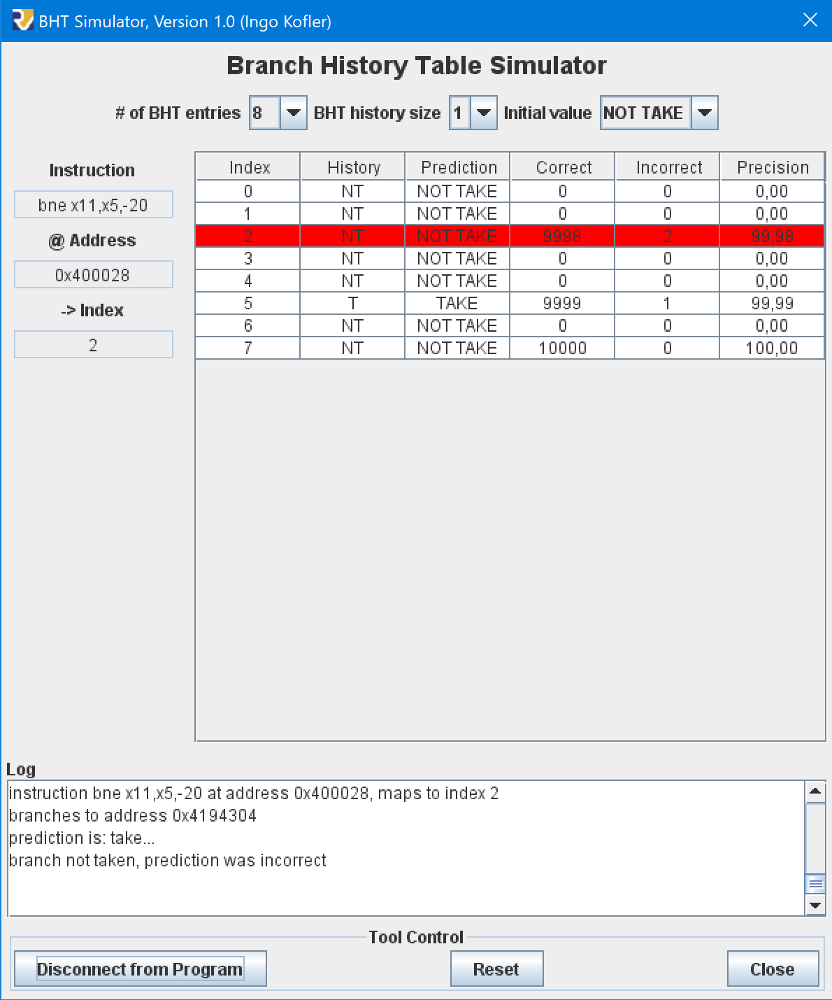 BHT Simulator, Version 1.0 (Ingo Kofler)
Branch History Table Simulator
# of BHT entries 8 BHT history size 1 Initial value NOT TAKE
Instruction
bne x11,x5,-20
@ Address
0x400028
-> Index
2
Index History Prediction Correct Incorrect Precision
0 NT NOT TAKE 0 0 0,00
1 NT NOT TAKE 0 0 0,00
2 NT NOT TAKE 9998 2 99,98
3 NT NOT TAKE 0 0 0,00
4 NT NOT TAKE 0 0 0,00
5 T TAKE 9999 1 99,99
6 NT NOT TAKE 0 0 0,00
7 NT NOT TAKE 10000 0 100,00
Log
instruction bne x11,x5,-20 at address 0x400028, maps to index 2
branches to address 0x4194304
prediction is: take...
branch not taken, prediction was incorrect
Tool Control
Disconnect from Program Reset Close